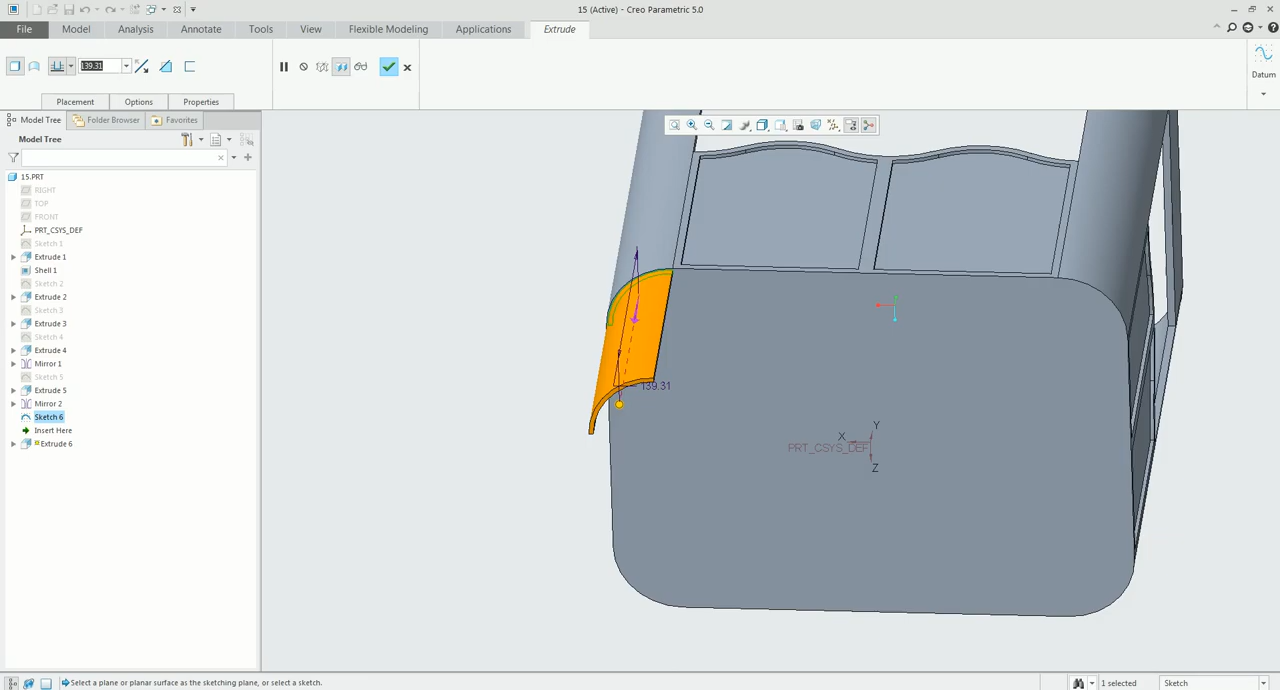 15 (Active) - Creo Parametric 5.0
File Model Analysis Annotate Tools View Flexible Modeling Applications Extrude
139.31
Datum
Placement Options Properties
Model Tree Folder Browser Favorites
Model Tree
15.PRT
RIGHT
TOP
FRONT
PRT_CSYS_DEF
Sketch 1
Extrude 1
Shell 1
Sketch 2
Extrude 2
Sketch 3
Extrude 3
Sketch 4
Extrude 4
Mirror 1
Sketch 5
Extrude 5
Mirror 2
Sketch 6
Insert Here
Extrude 6
139.31
Y
X
PRT_CSYS_DEF
Z
Select a plane or planar surface as the sketching plane, or select a sketch.
1 selected
Sketch